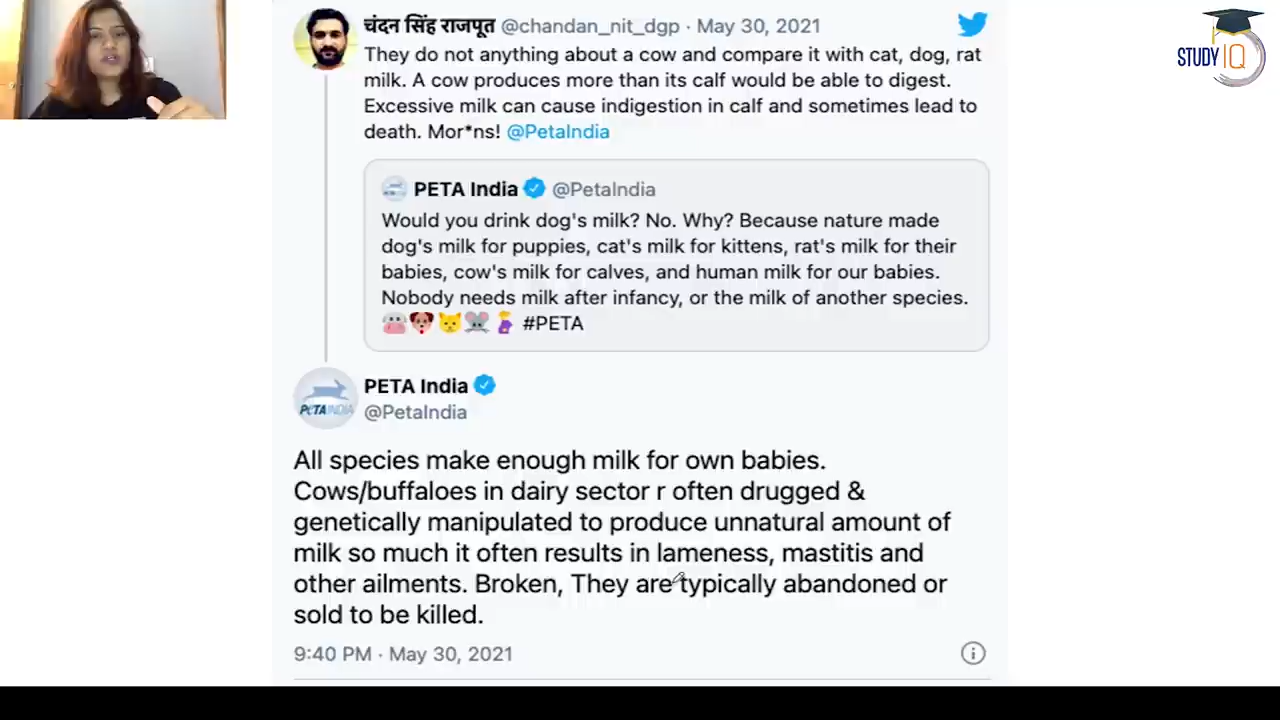 चंदन सिंह राजपूत @chandan_nit_dgp · May 30, 2021
They do not anything about a cow and compare it with cat, dog, rat
milk. A cow produces more than its calf would be able to digest.
Excessive milk can cause indigestion in calf and sometimes lead to
death. Mor*ns! @PetaIndia
PETA India @PetaIndia
Would you drink dog's milk? No. Why? Because nature made
dog's milk for puppies, cat's milk for kittens, rat's milk for their
babies, cow's milk for calves, and human milk for our babies.
Nobody needs milk after infancy, or the milk of another species.
#PETA
PETA India
@PetaIndia
PETA INDIA
All species make enough milk for own babies.
Cows/buffaloes in dairy sector r often drugged &
genetically manipulated to produce unnatural amount of
milk so much it often results in lameness, mastitis and
other ailments. Broken, They are typically abandoned or
sold to be killed.
9:40 PM · May 30, 2021
STUDY IQ